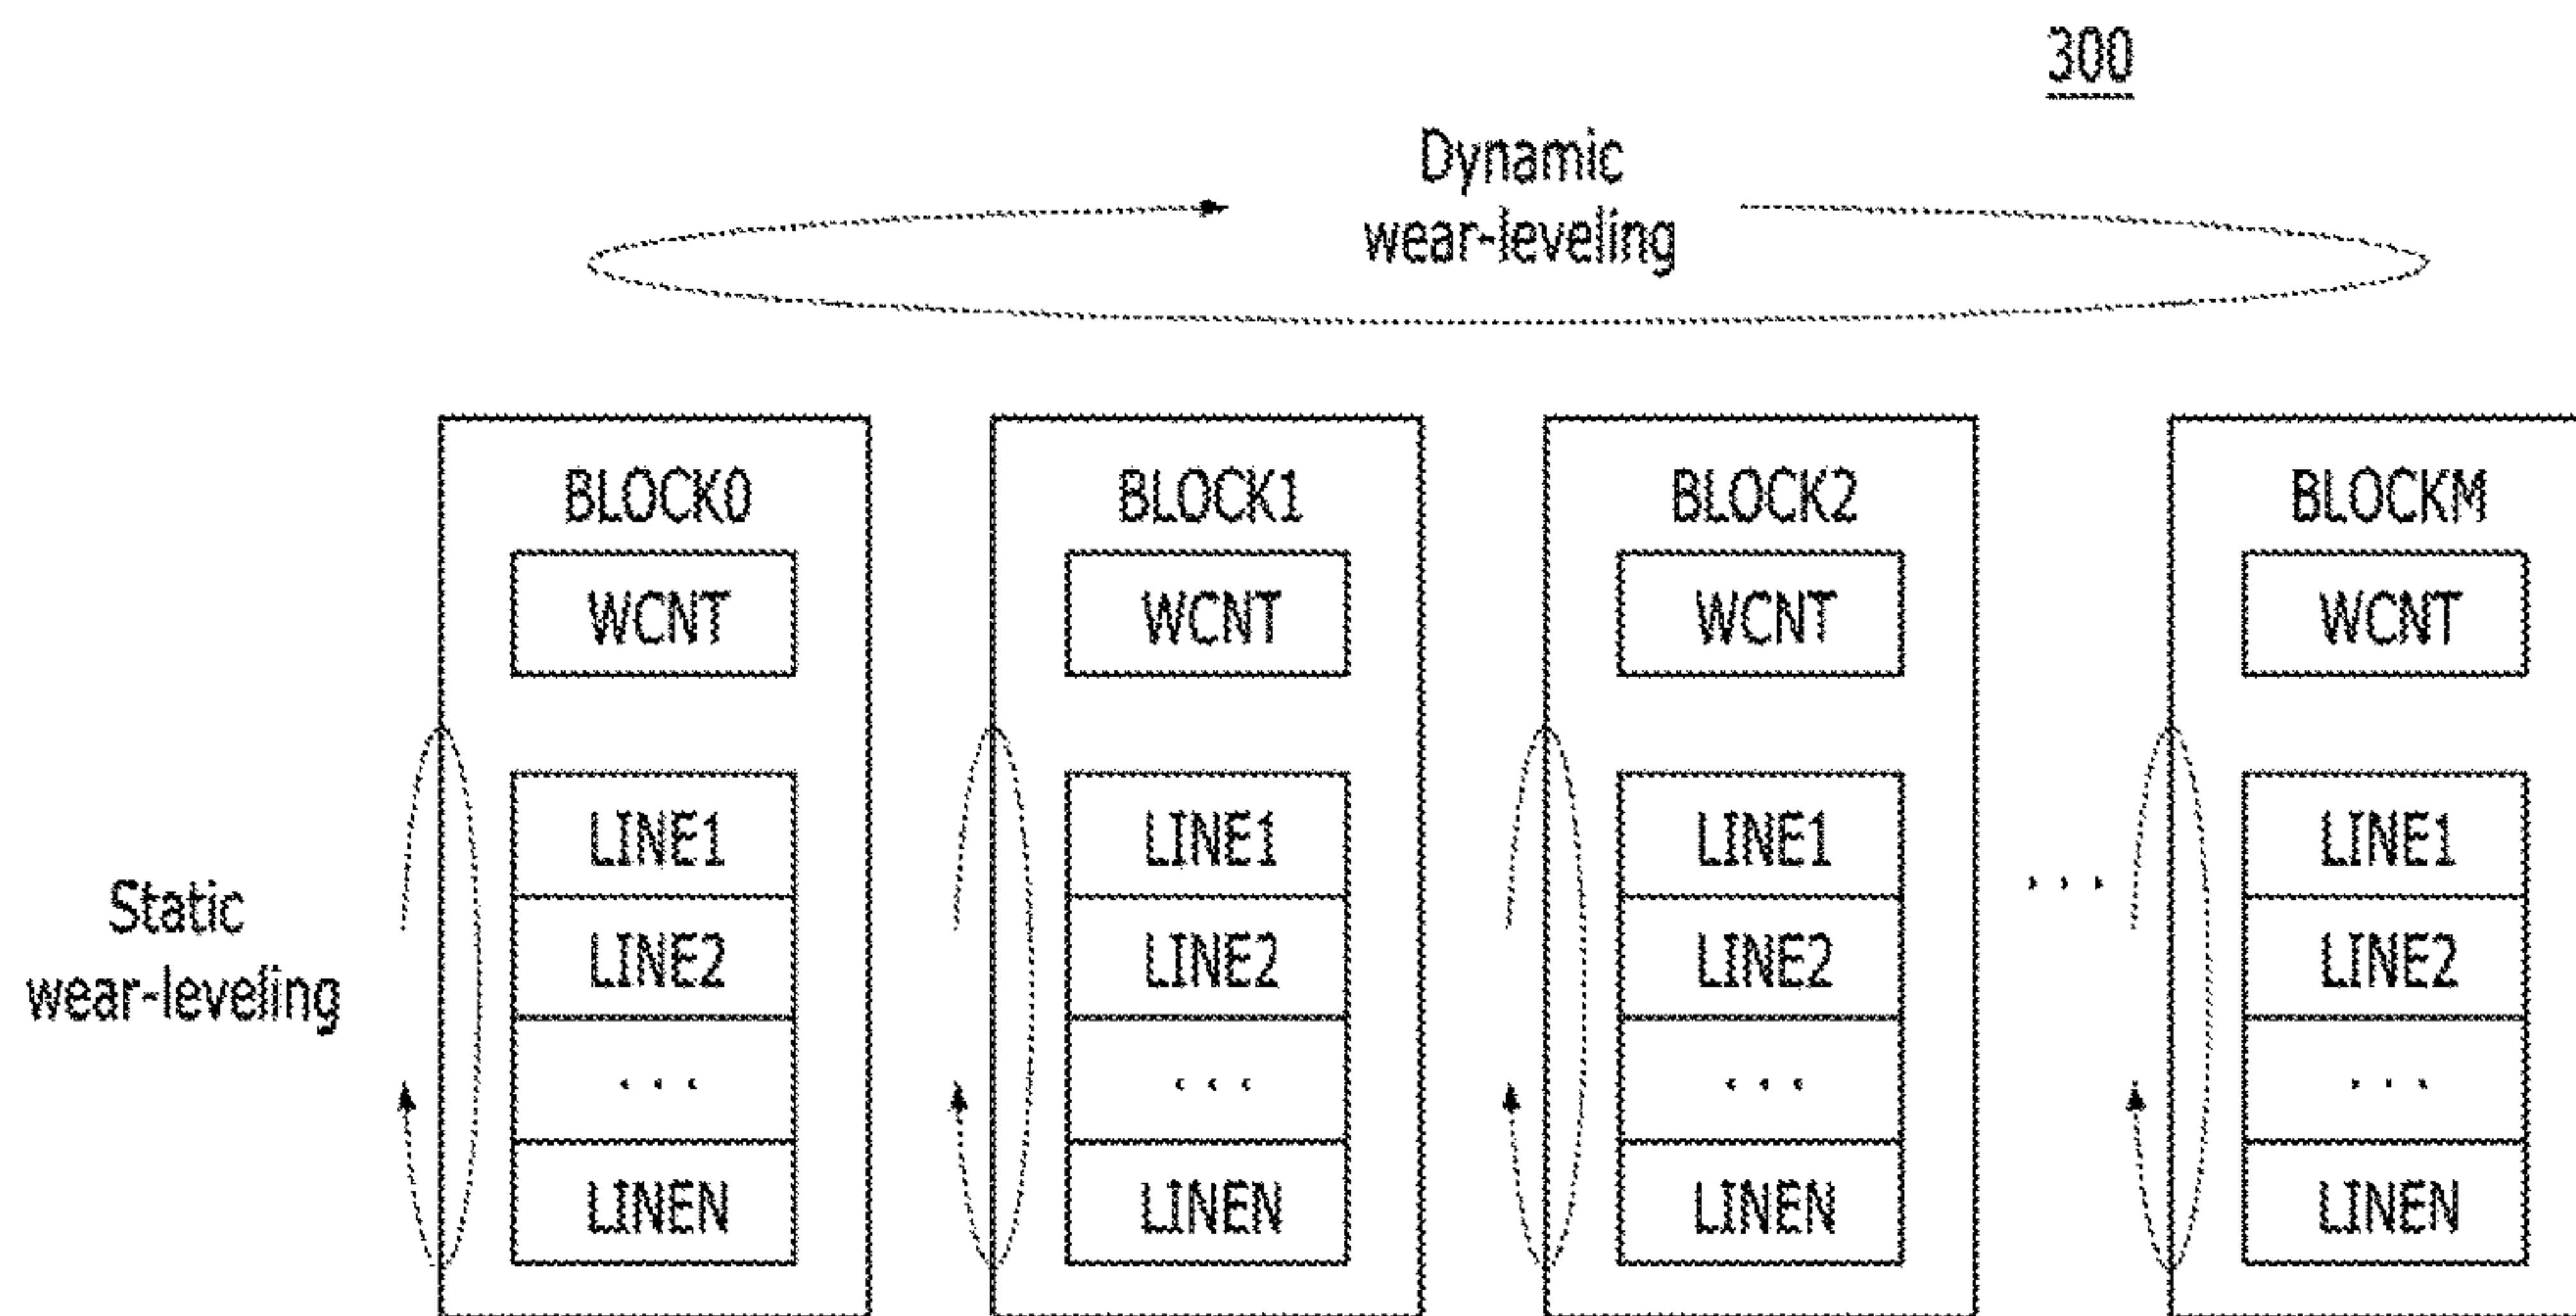 300
Dynamic
wear-leveling
BLOCK0 BLOCK1 BLOCK2 BLOCKM
WCNT WCNT WCNT WCNT
LINE1 LINE1 LINE1 ... LINE1
Static
wear-leveling
LINE2 LINE2 LINE2 LINE2
... ... ... ...
LINEN LINEN LINEN LINEN